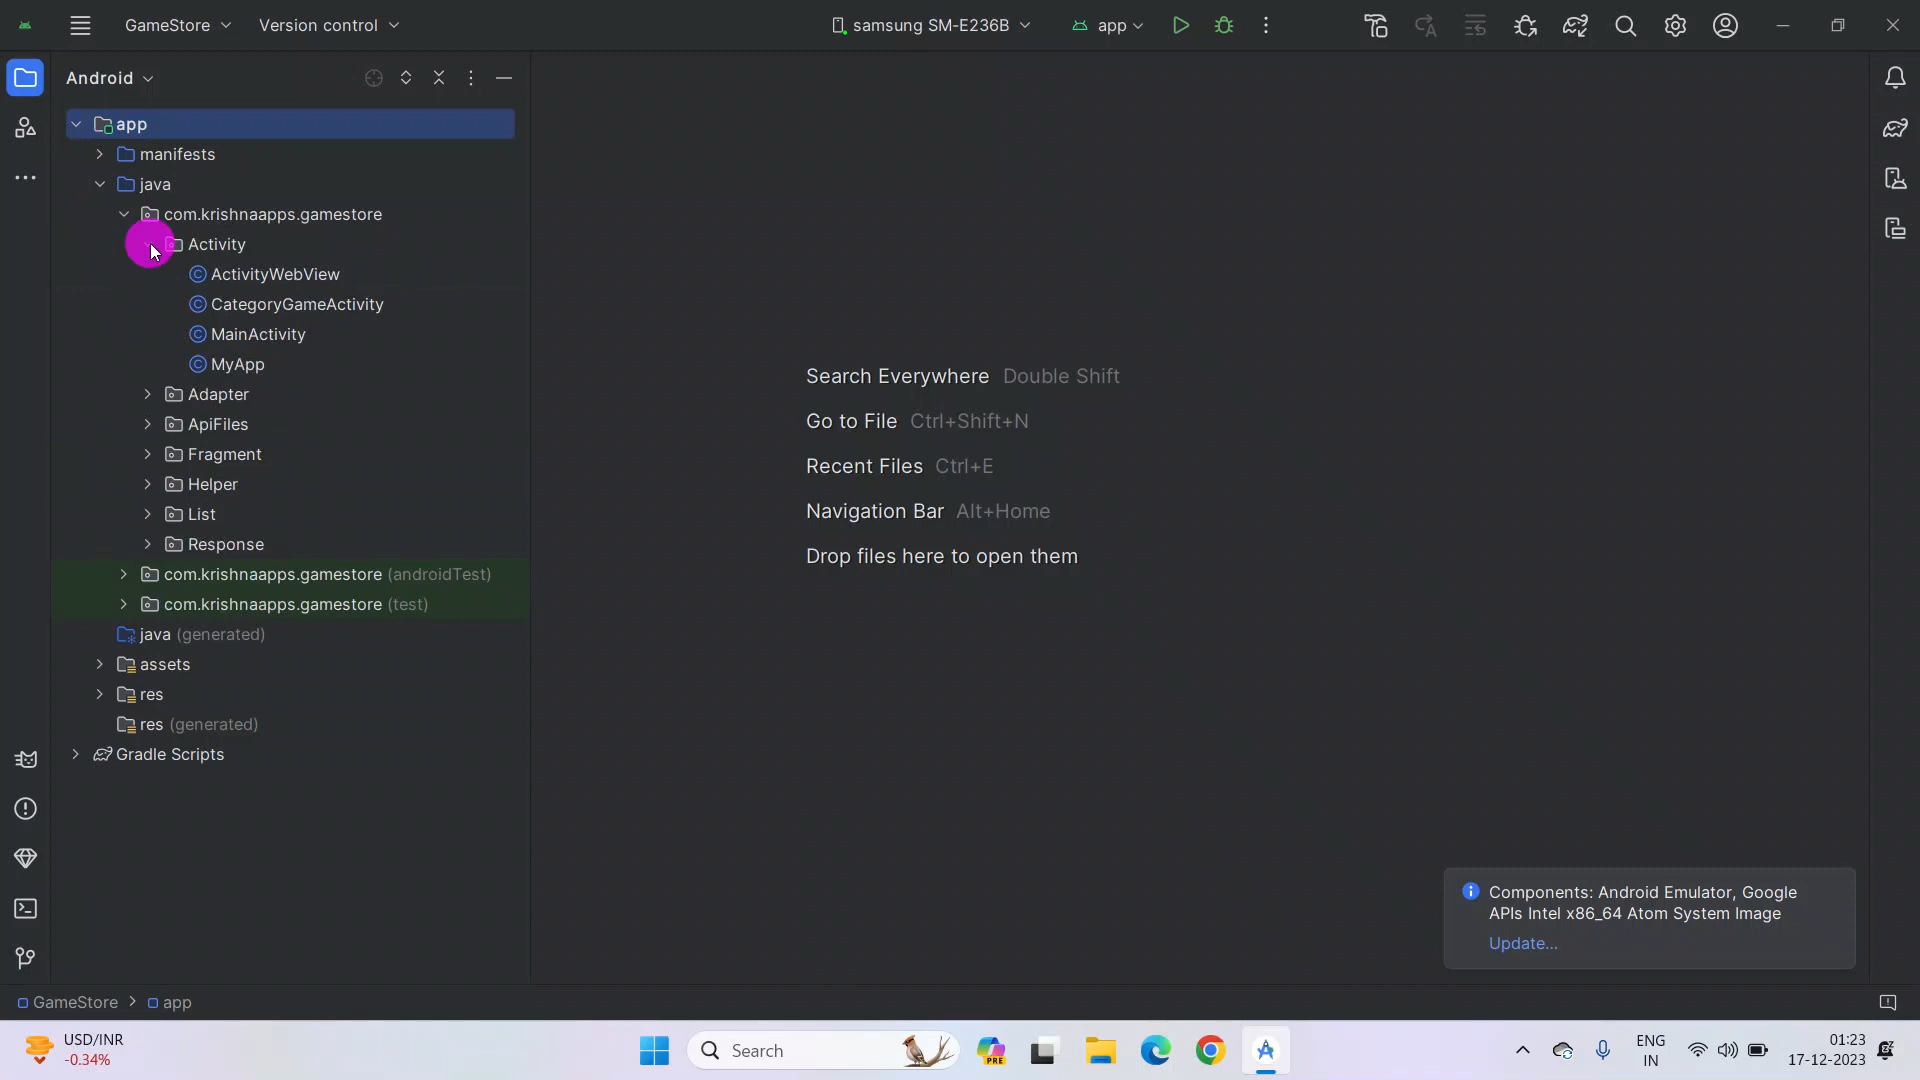 GameStore
Version control
samsung SM-E236B
app
Android
app
manifests
java
com.krishnaapps.gamestore
Activity
ActivityWebView
CategoryGameActivity
MainActivity
MyApp
Adapter
ApiFiles
Fragment
Helper
List
Response
com.krishnaapps.gamestore (androidTest)
com.krishnaapps.gamestore (test)
java (generated)
assets
res
res (generated)
Gradle Scripts
Search Everywhere Double Shift
Go to File Ctrl+Shift+N
Recent Files Ctrl+E
Navigation Bar Alt+Home
Drop files here to open them
Components: Android Emulator, Google
APIs Intel x86_64 Atom System Image
Update...
GameStore
app
USD/INR
-0.34%
Search
PRE
ENG
IN
01:23
17-12-2023